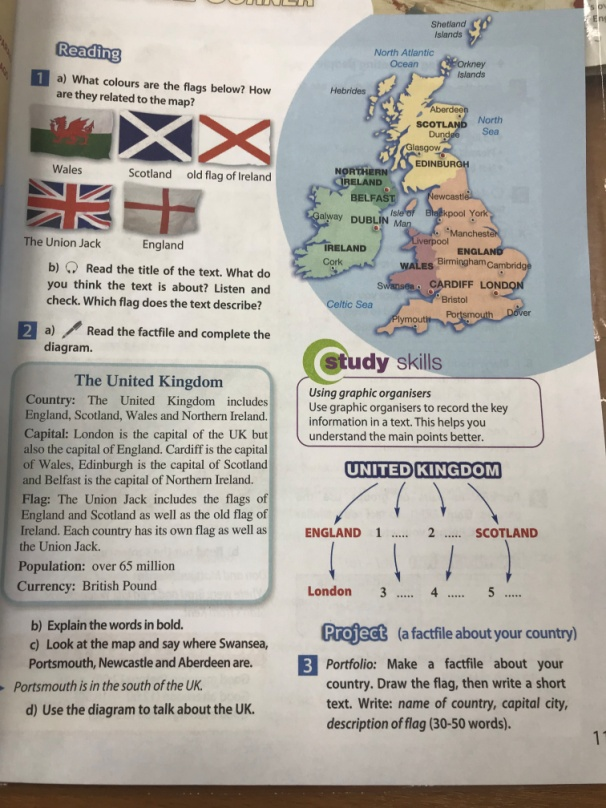 CORNER
Reading
1 a) What colours are the flags below? How
are they related to the map?
Wales
Scotland
old flag of Ireland
The Union Jack
England
b) Read the title of the text. What do
you think the text is about? Listen and
check. Which flag does the text describe?
2 a) Read the factfile and complete the
diagram.
The United Kingdom
Country: The United Kingdom includes
England, Scotland, Wales and Northern Ireland.
Capital: London is the capital of the UK but
also the capital of England. Cardiff is the capital
of Wales, Edinburgh is the capital of Scotland
and Belfast is the capital of Northern Ireland.
Flag: The Union Jack includes the flags of
England and Scotland as well as the old flag of
Ireland. Each country has its own flag as well as
the Union Jack.
Population: over 65 million
Currency: British Pound
b) Explain the words in bold.
c) Look at the map and say where Swansea,
Portsmouth, Newcastle and Aberdeen are.
Portsmouth is in the south of the UK.
d) Use the diagram to talk about the UK.
Shetland
Islands
North Atlantic
Ocean
Orkney
Islands
Hebrides
Aberdeen
SCOTLAND
North
Sea
Dundee
Glasgow
EDINBURGH
NORTHERN
IRELAND
BELFAST
Newcastle
Galway
DUBLIN
Isle of
Man
Blackpool
York
Manchester
Liverpool
IRELAND
ENGLAND
Cork
WALES
Birmingham
Cambridge
Swansea
CARDIFF
LONDON
Bristol
Celtic Sea
Plymouth
Portsmouth
Dover
study skills
Using graphic organisers
Use graphic organisers to record the key
information in a text. This helps you
understand the main points better.
UNITED KINGDOM
ENGLAND 1 ..... 2 ..... SCOTLAND
London 3 ..... 4 ..... 5 .....
Project (a factfile about your country)
3 Portfolio: Make a factfile about your
country. Draw the flag, then write a short
text. Write: name of country, capital city,
description of flag (30-50 words).